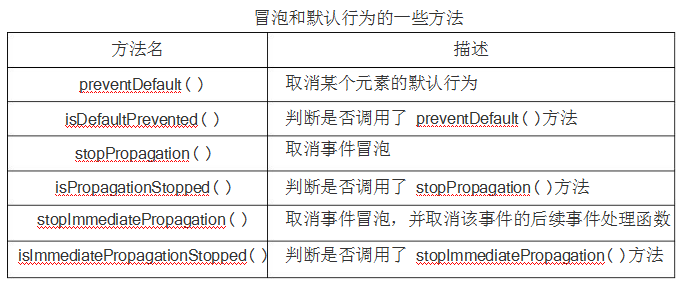 冒泡和默认行为的一些方法
方法名 描述
preventDefault() 取消某个元素的默认行为
isDefaultPrevented() 判断是否调用了 preventDefault()方法
stopPropagation() 取消事件冒泡
isPropagationStopped() 判断是否调用了 stopPropagation()方法
stopImmediatePropagation() 取消事件冒泡，并取消该事件的后续事件处理函数
isImmediatePropagationStopped() 判断是否调用了 stopImmediatePropagation()方法